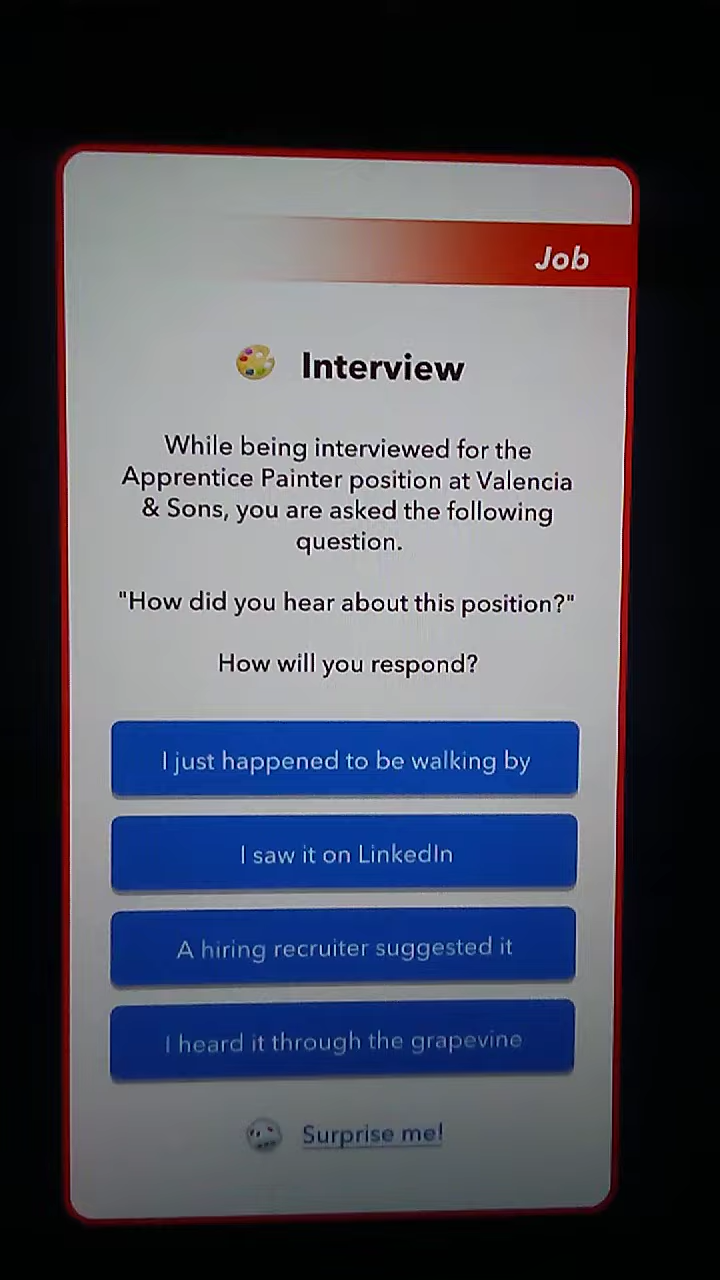 Job
Interview
While being interviewed for the
Apprentice Painter position at Valencia
& Sons, you are asked the following
question.
"How did you hear about this position?"
How will you respond?
I just happened to be walking by
I saw it on LinkedIn
A hiring recruiter suggested it
I heard it through the grapevine
Surprise me!